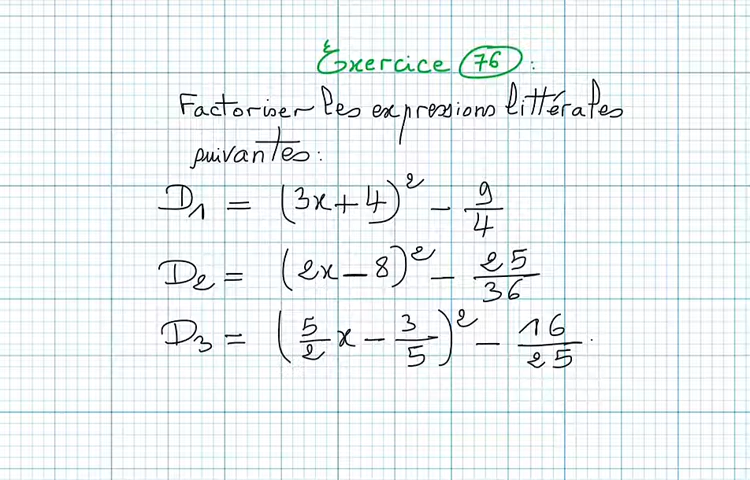 Exercice 76 :
Factoriser les expressions littérales
suivantes :
D1 = (3x + 4)² - 9/4
D2 = (2x - 8)² - 25/36
D3 = (5/2 x - 3/5)² - 16/25.